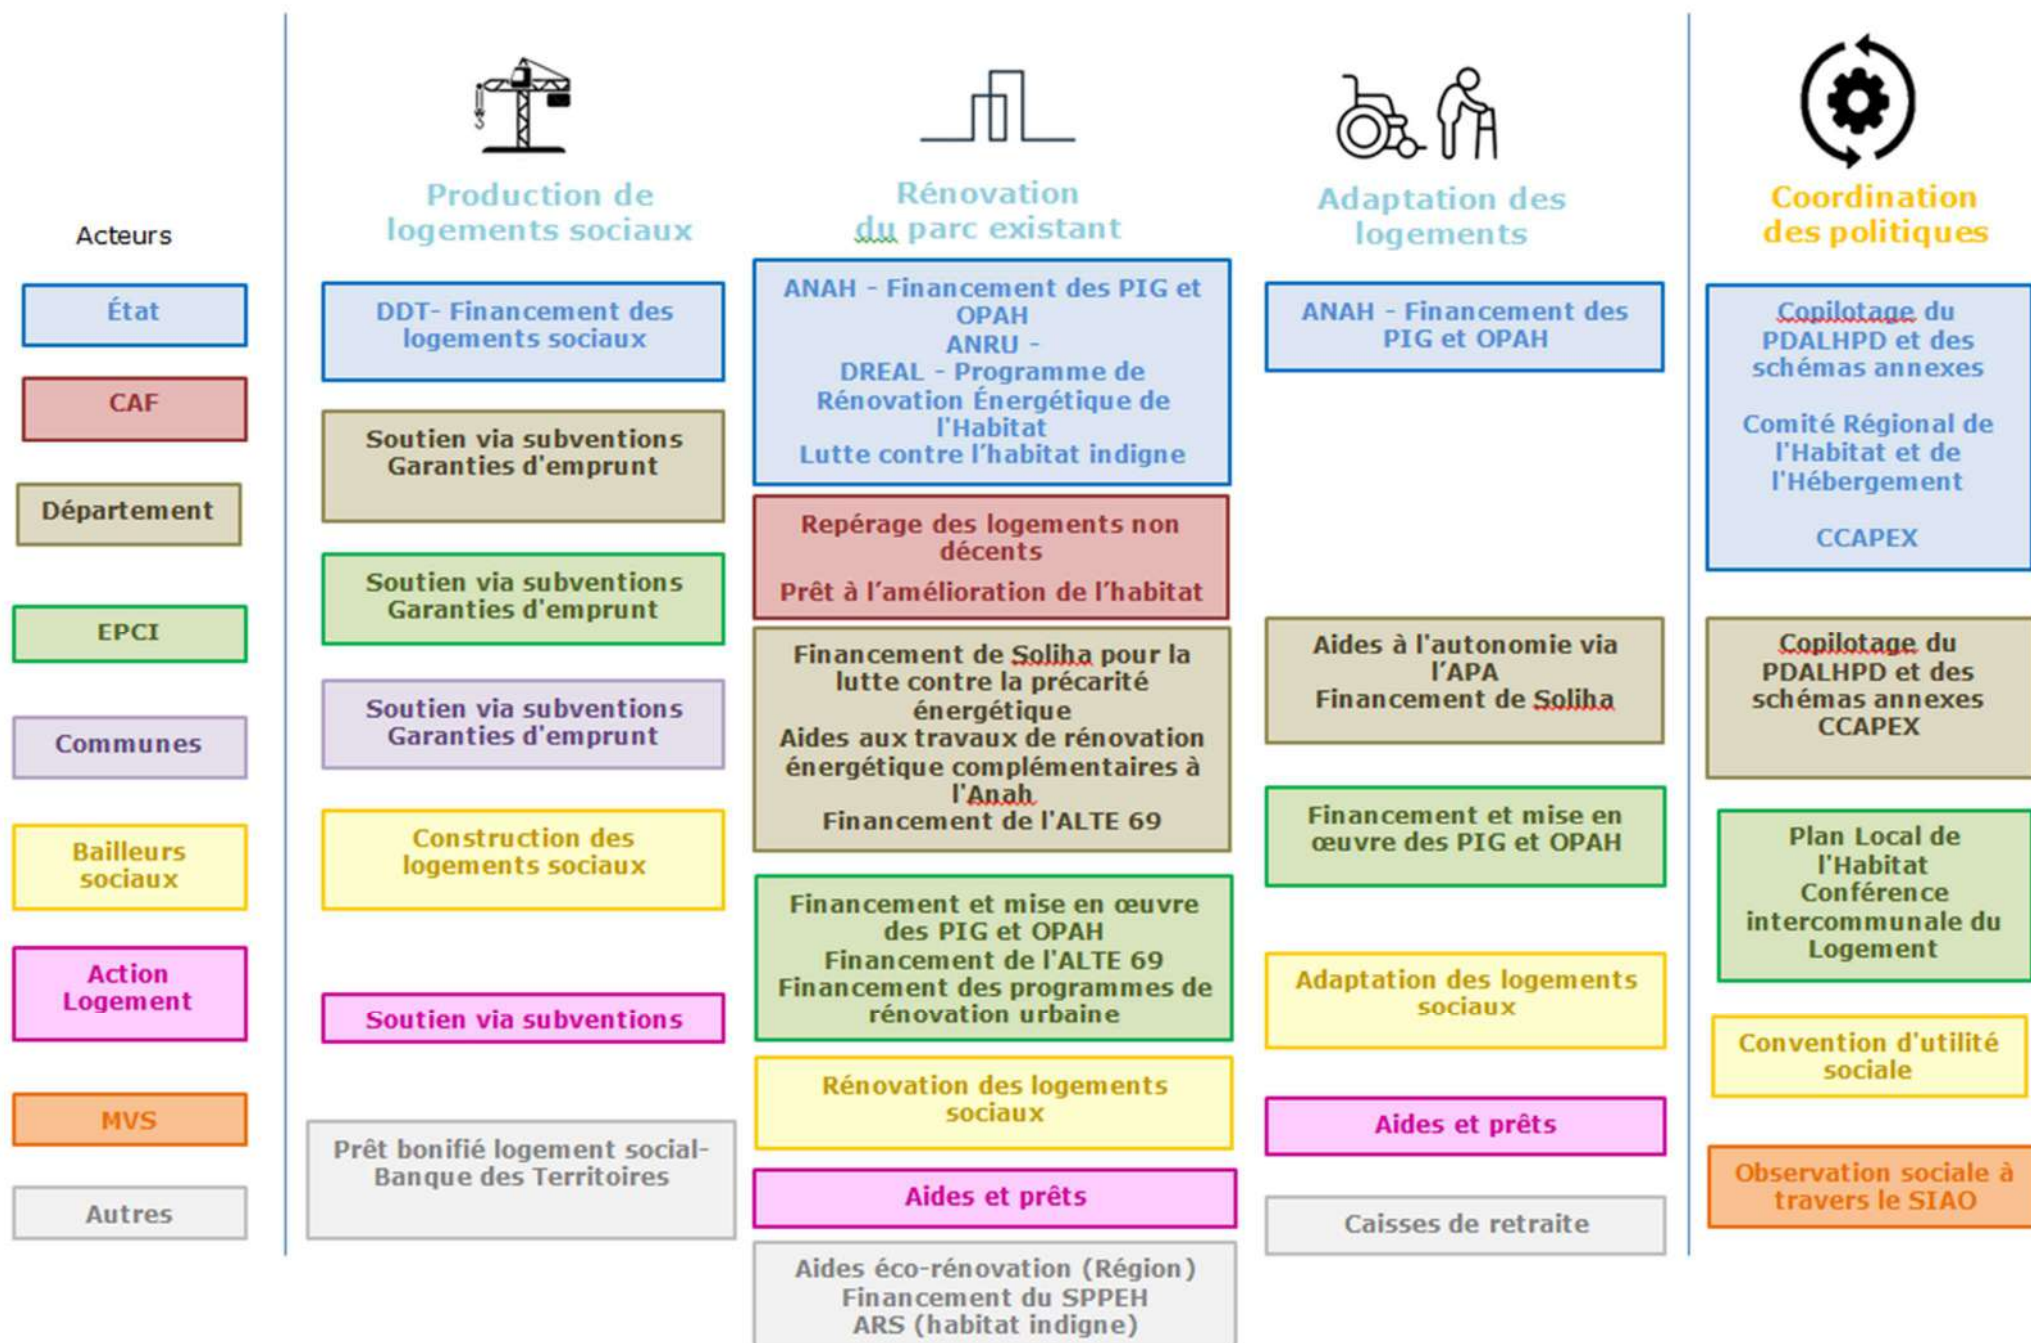 Acteurs
État
CAF
Département
EPCI
Communes
Bailleurs
sociaux
Action
Logement
MVS
Autres
Production de
logements sociaux
DDT- Financement des
logements sociaux
Soutien via subventions
Garanties d'emprunt
Soutien via subventions
Garanties d'emprunt
Soutien via subventions
Garanties d'emprunt
Construction des
logements sociaux
Soutien via subventions
Prêt bonifié logement social-
Banque des Territoires
Rénovation
du parc existant
ANAH - Financement des PIG et
OPAH
ANRU -
DREAL - Programme de
Rénovation Énergétique de
l'Habitat
Lutte contre l’habitat indigne
Repérage des logements non
décents
Prêt à l’amélioration de l’habitat
Financement de Soliha pour la
lutte contre la précarité
énergétique
Aides aux travaux de rénovation
énergétique complémentaires à
l'Anah
Financement de l'ALTE 69
Financement et mise en œuvre
des PIG et OPAH
Financement de l'ALTE 69
Financement des programmes de
rénovation urbaine
Rénovation des logements
sociaux
Aides et prêts
Aides éco-rénovation (Région)
Financement du SPPEH
ARS (habitat indigne)
Adaptation des
logements
ANAH - Financement des
PIG et OPAH
Aides à l'autonomie via
l’APA
Financement de Soliha
Financement et mise en
œuvre des PIG et OPAH
Adaptation des logements
sociaux
Aides et prêts
Caisses de retraite
Coordination
des politiques
Copilotage du
PDALHPD et des
schémas annexes
Comité Régional de
l'Habitat et de
l'Hébergement
CCAPEX
Copilotage du
PDALHPD et des
schémas annexes
CCAPEX
Plan Local de
l'Habitat
Conférence
intercommunale du
Logement
Convention d'utilité
sociale
Observation sociale à
travers le SIAO